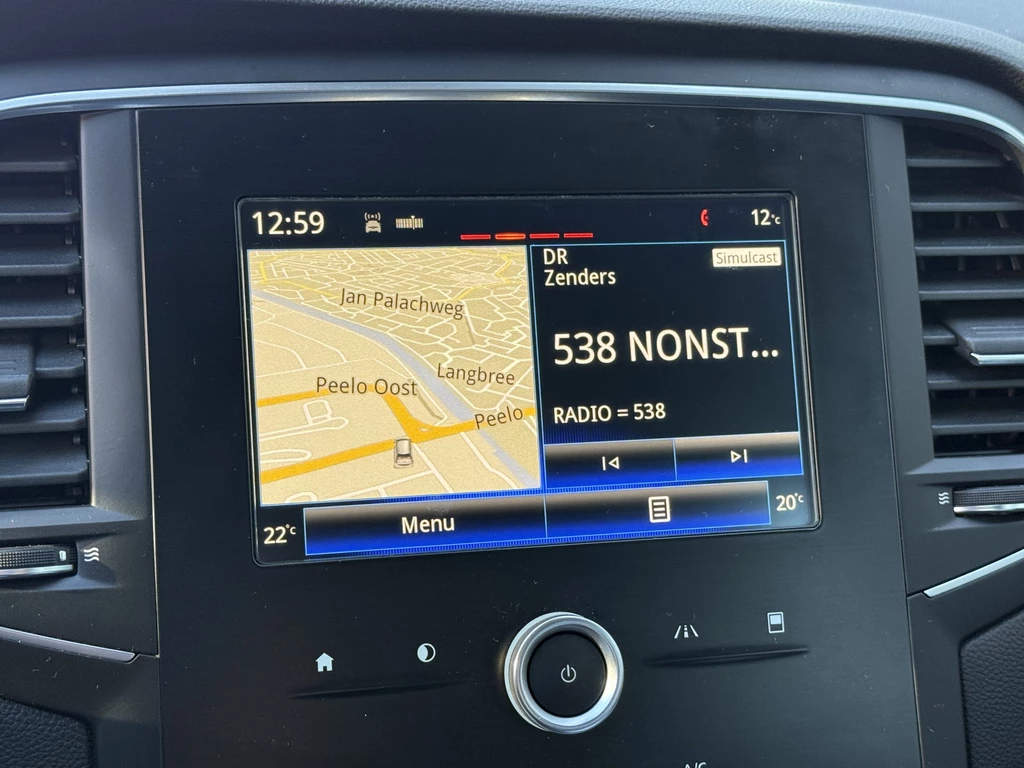 12:59
12°c
DR
Simulcast
Zenders
538 NONST...
RADIO = 538
Jan Palachweg
Langbree
Peelo Oost
Peelo
22°c
Menu
20°c
A/C